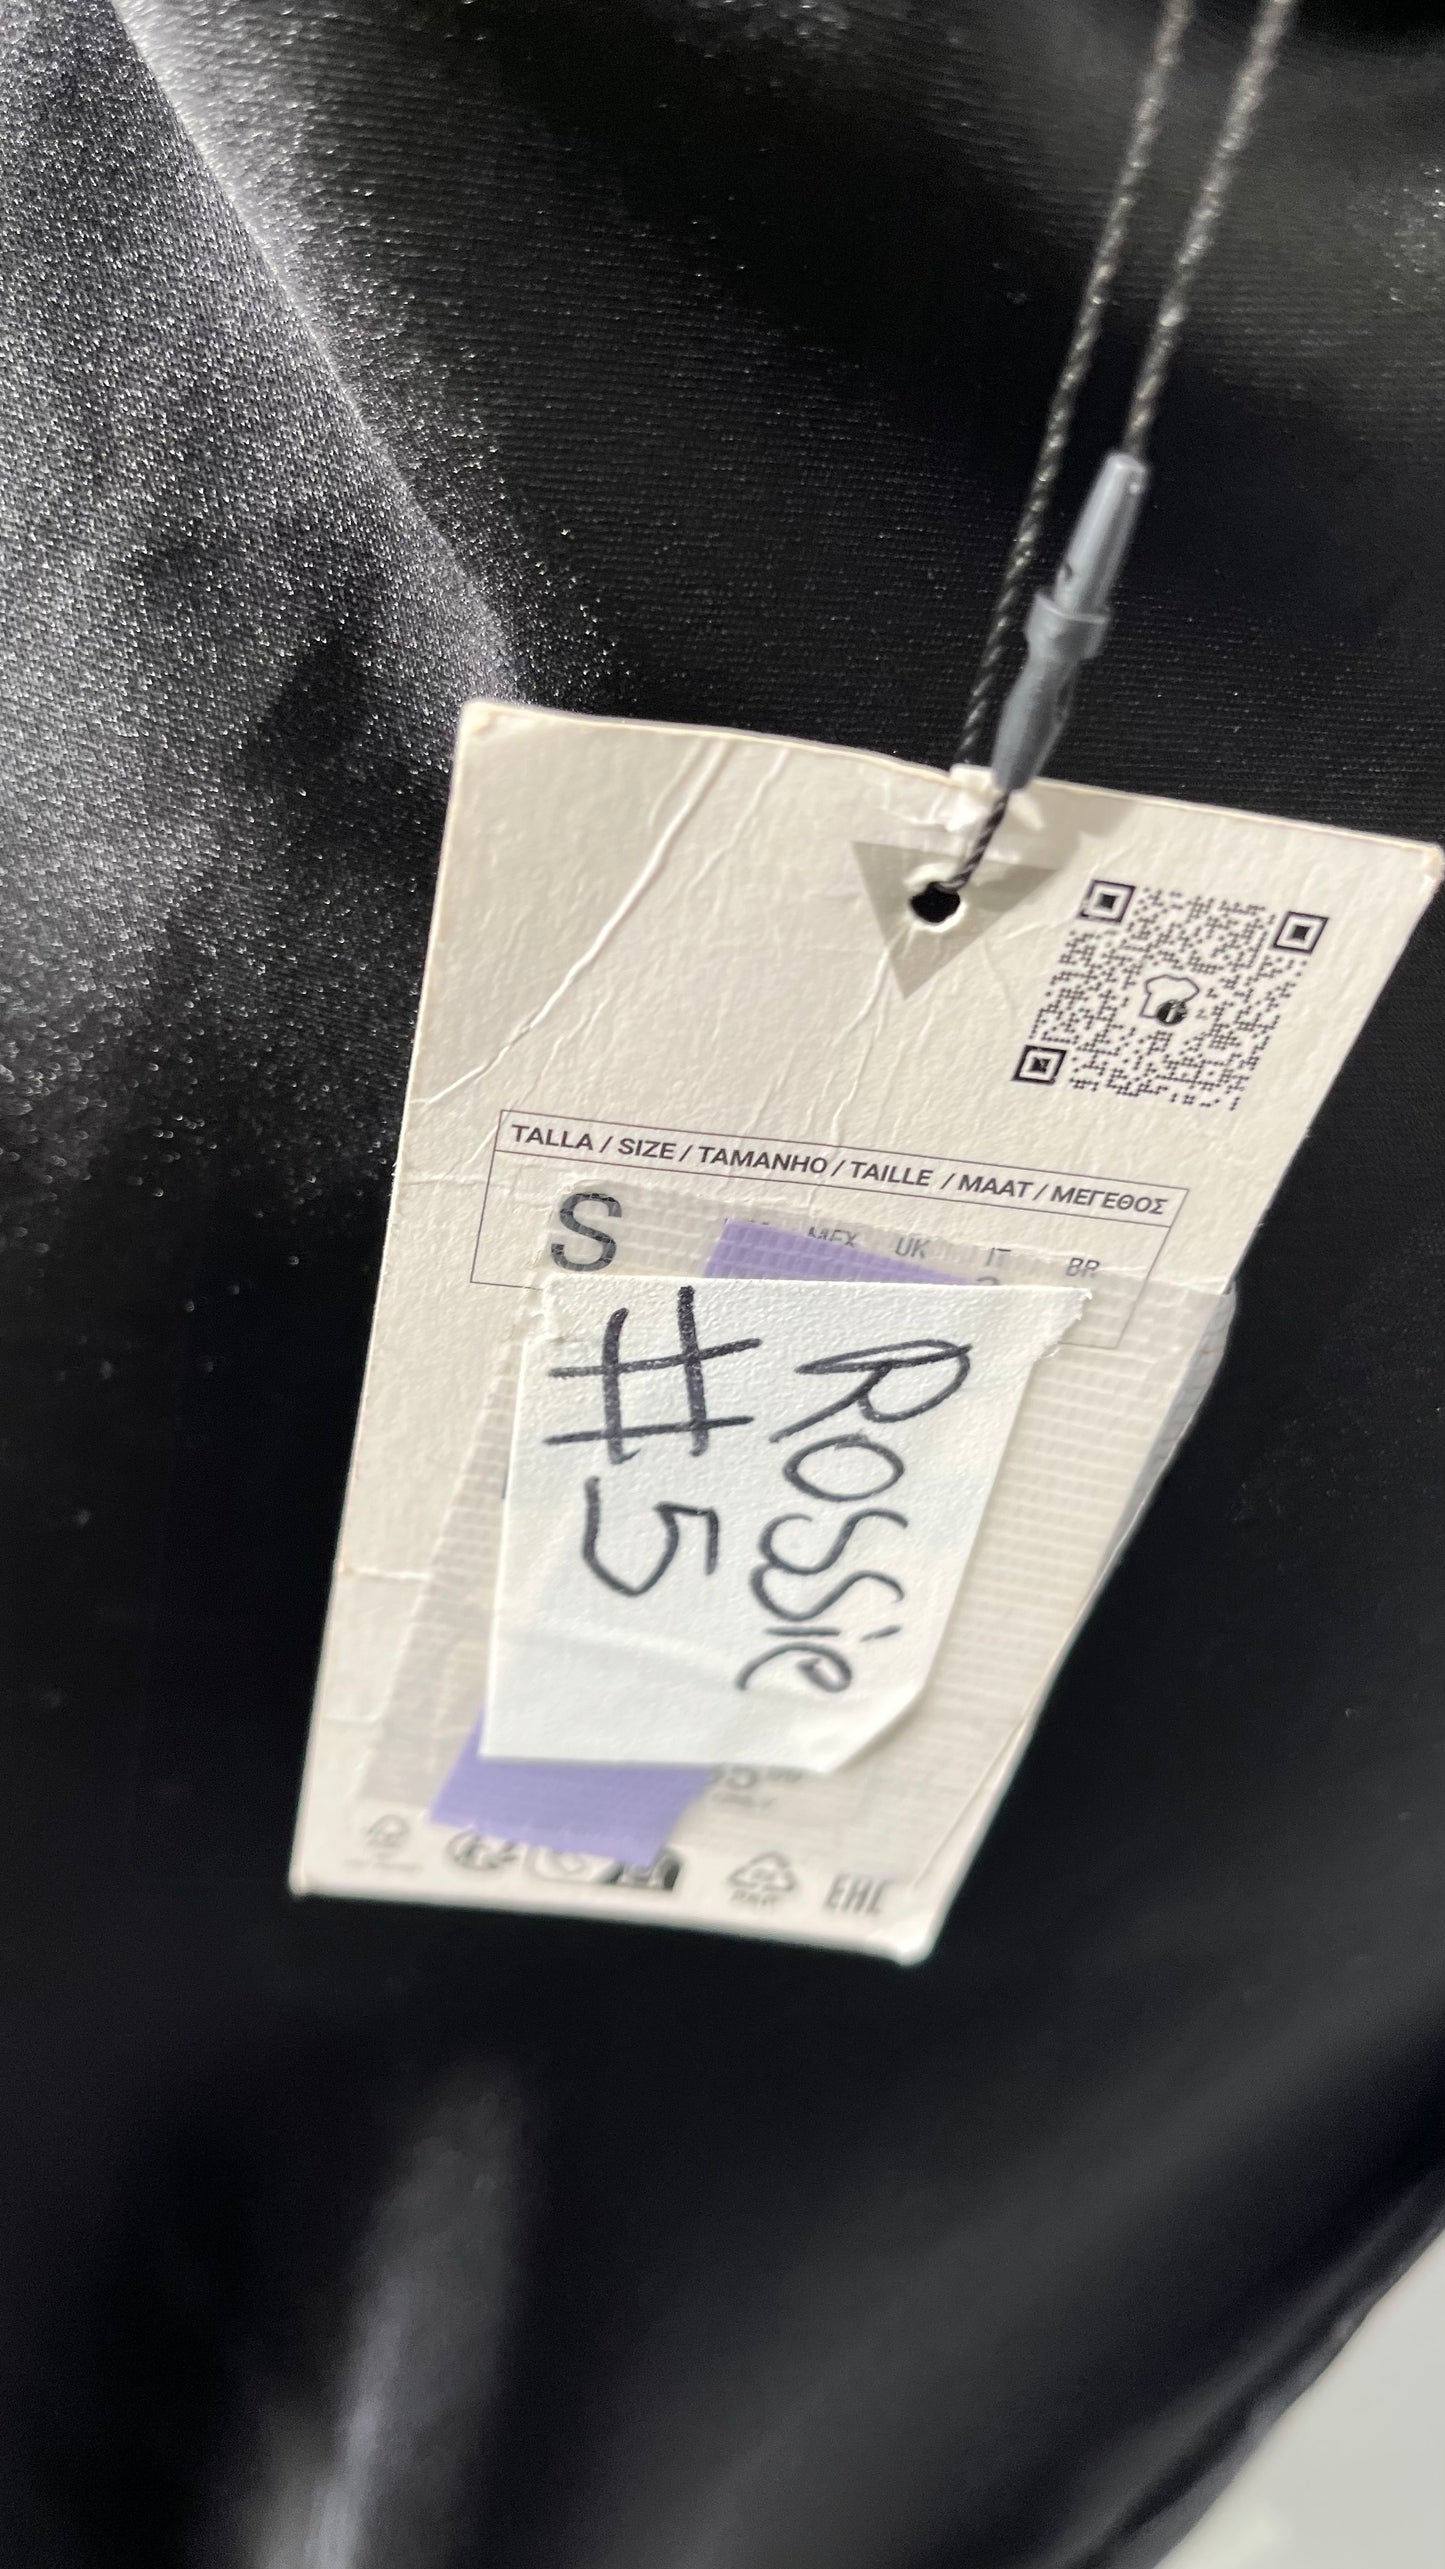 TALLA / SIZE / TAMANHO / TAILLE / MAAT / ΜΕΓΕΘΟΣ
S
MEX UK IT BR
Rossie
#5
EAC